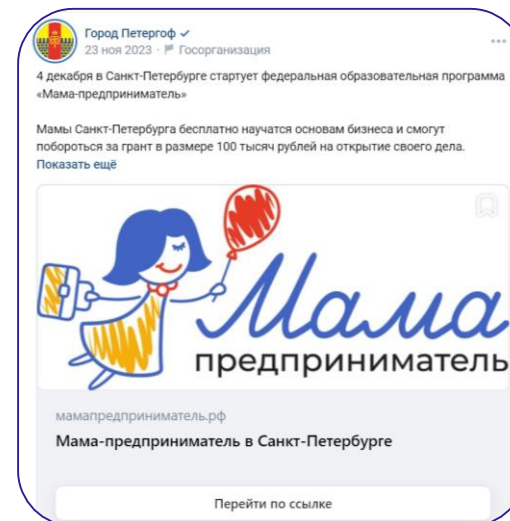 Город Петергоф
23 ноя 2023 · Госорганизация
4 декабря в Санкт-Петербурге стартует федеральная образовательная программа
«Мама-предприниматель»
Мамы Санкт-Петербурга бесплатно научатся основам бизнеса и смогут
побороться за грант в размере 100 тысяч рублей на открытие своего дела.
Показать ещё
Мама
предприниматель
мамапредприниматель.рф
Мама-предприниматель в Санкт-Петербурге
Перейти по ссылке